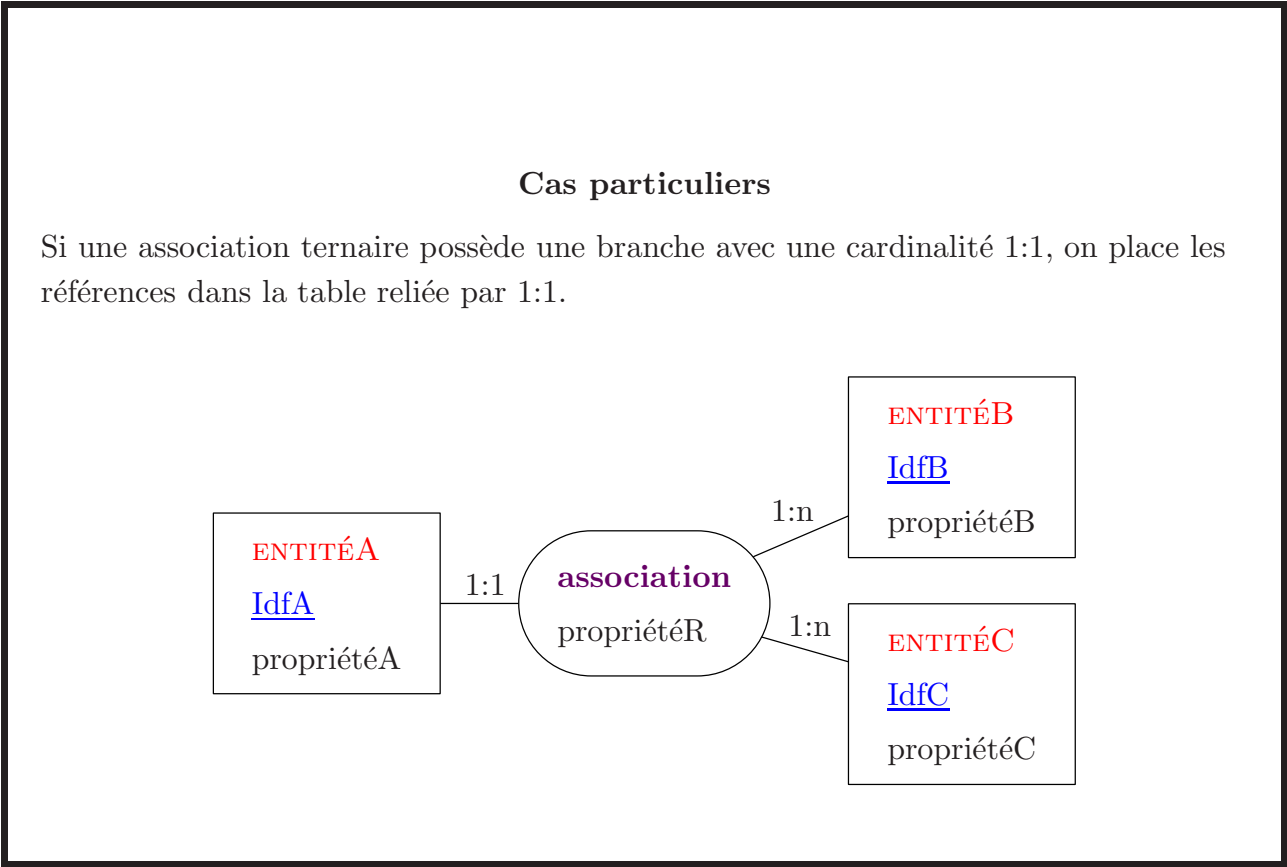 Cas particuliers
Si une association ternaire possède une branche avec une cardinalité 1:1, on place les
références dans la table reliée par 1:1.
ENTITÉA
IdfA
propriétéA
1:1
association
propriétéR
1:n
ENTITÉB
IdfB
propriétéB
1:n
ENTITÉC
IdfC
propriétéC